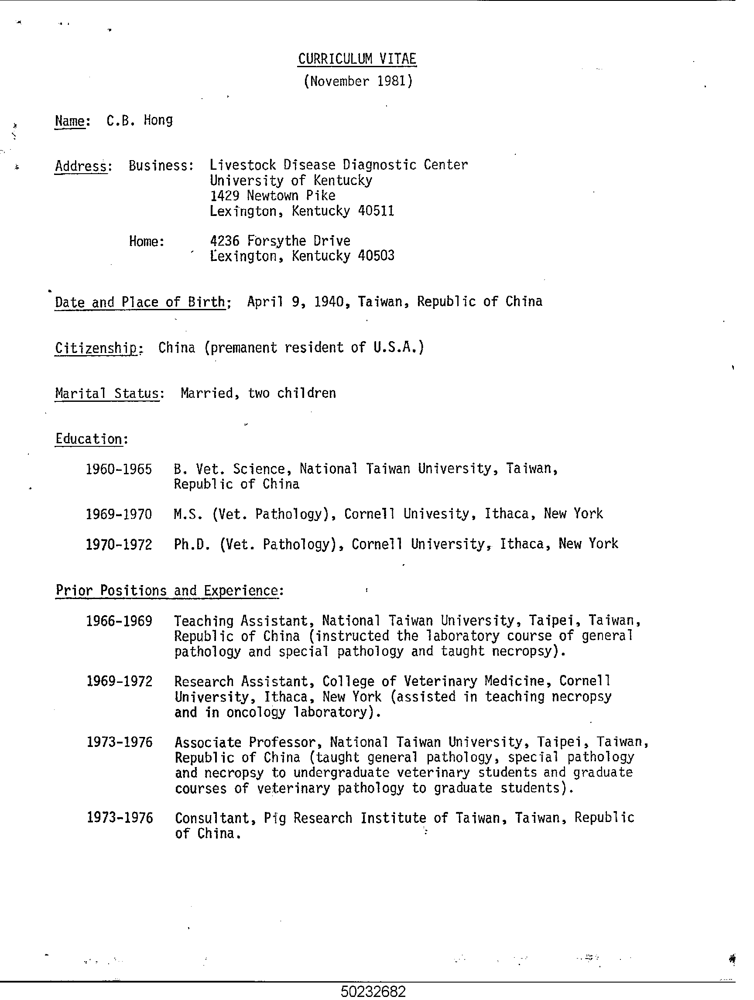 CURRICULUM VITAE
(November 1981)
Name: C.B. Hong
Address: Business: Livestock Disease Diagnostic Center
University of Kentucky
1429 Newtown Pike
Lexington, Kentucky 40511
Home: 4236 Forsythe Drive
Lexington, Kentucky 40503
Date and Place of Birth: April 9, 1940, Taiwan, Republic of China
Citizenship: China (premanent resident of U.S.A.)
Marital Status: Married, two children
Education:
1960-1965 B. Vet. Science, National Taiwan University, Taiwan,
Republic of China
1969-1970 M.S. (Vet. Pathology), Cornell Univesity, Ithaca, New York
1970-1972 Ph.D. (Vet. Pathology), Cornell University, Ithaca, New York
Prior Positions and Experience:
1966-1969 Teaching Assistant, National Taiwan University, Taipei, Taiwan,
Republic of China (instructed the laboratory course of general
pathology and special pathology and taught necropsy).
1969-1972 Research Assistant, College of Veterinary Medicine, Cornell
University, Ithaca, New York (assisted in teaching necropsy
and in oncology laboratory).
1973-1976 Associate Professor, National Taiwan University, Taipei, Taiwan,
Republic of China (taught general pathology, special pathology
and necropsy to undergraduate veterinary students and graduate
courses of veterinary pathology to graduate students).
1973-1976 Consultant, Pig Research Institute of Taiwan, Taiwan, Republic
of China.
50232682